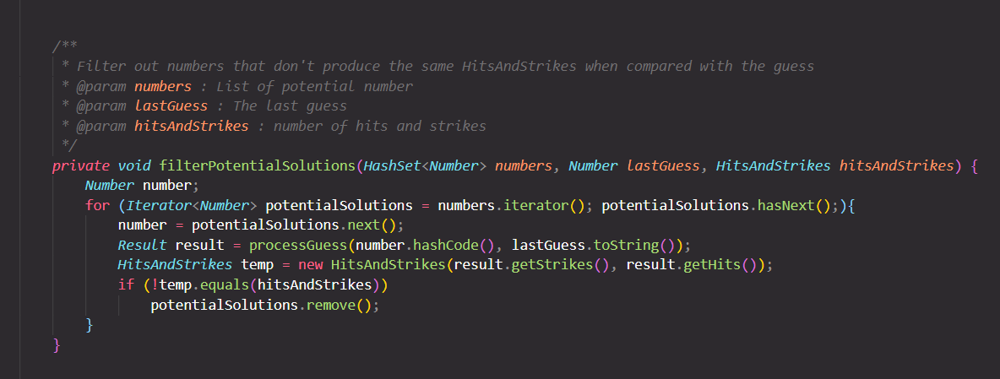 /**
 * Filter out numbers that don't produce the same HitsAndStrikes when compared with the guess
 * @param numbers : List of potential number
 * @param lastGuess : The last guess
 * @param hitsAndStrikes : number of hits and strikes
 */
private void filterPotentialSolutions(HashSet<Number> numbers, Number lastGuess, HitsAndStrikes hitsAndStrikes) {
    Number number;
    for (Iterator<Number> potentialSolutions = numbers.iterator(); potentialSolutions.hasNext();){
        number = potentialSolutions.next();
        Result result = processGuess(number.hashCode(), lastGuess.toString());
        HitsAndStrikes temp = new HitsAndStrikes(result.getStrikes(), result.getHits());
        if (!temp.equals(hitsAndStrikes))
            potentialSolutions.remove();
    }
}